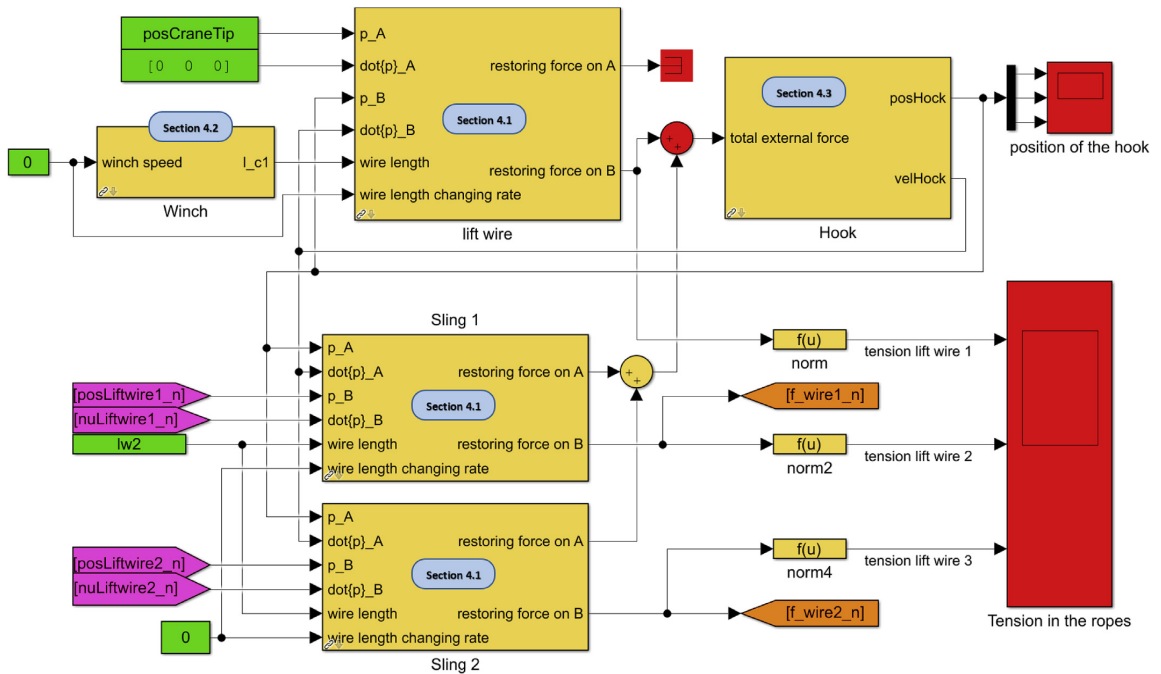 posCraneTip
[0 0 0]
p_A
dot{p}_A
p_B
dot{p}_B
wire length
wire length changing rate
restoring force on A
restoring force on B
Section 4.1
lift wire
0
winch speed
l_c1
Section 4.2
Winch
+
+
Section 4.3
total external force
posHock
velHock
Hook
position of the hook
Sling 1
p_A
dot{p}_A
p_B
dot{p}_B
wire length
wire length changing rate
restoring force on A
restoring force on B
Section 4.1
[posLiftwire1_n]
[nuLiftwire1_n]
lw2
+
+
f(u)
norm
tension lift wire 1
[f_wire1_n]
f(u)
norm2
tension lift wire 2
p_A
dot{p}_A
p_B
dot{p}_B
wire length
wire length changing rate
restoring force on A
restoring force on B
Section 4.1
Sling 2
[posLiftwire2_n]
[nuLiftwire2_n]
0
f(u)
norm4
tension lift wire 3
[f_wire2_n]
Tension in the ropes